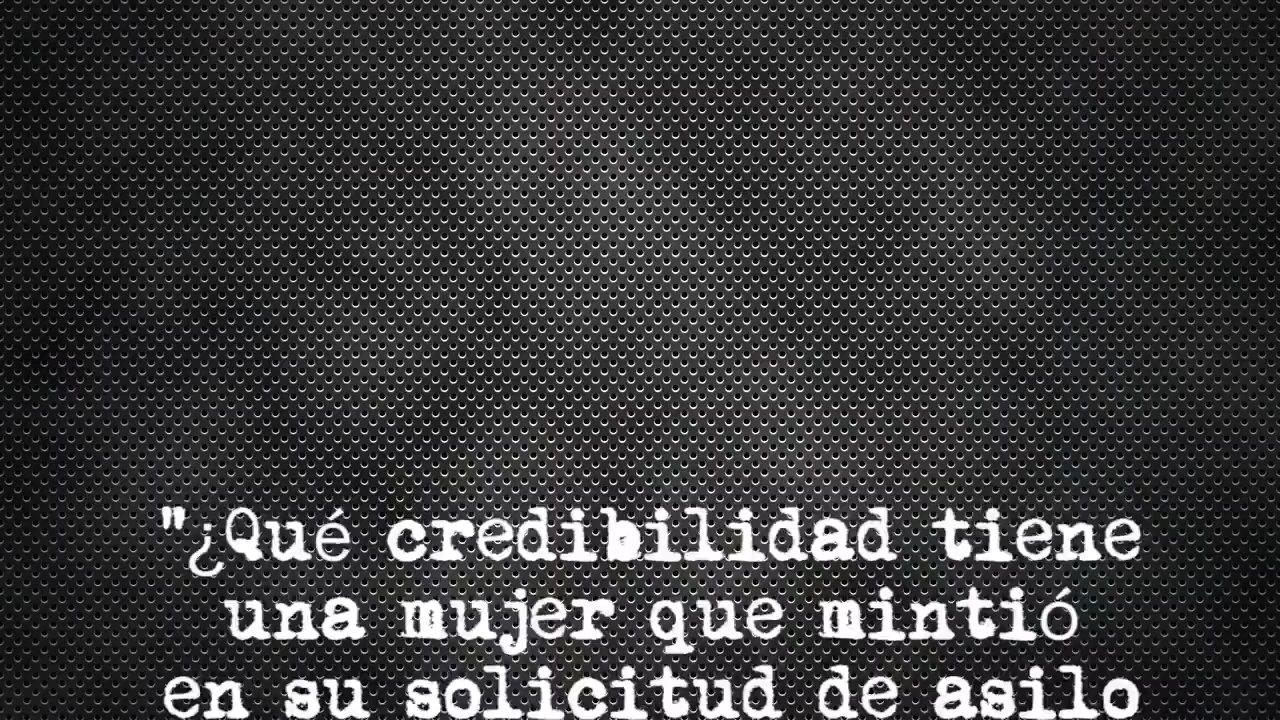 "¿Qué credibilidad tiene
una mujer que mintió
en su solicitud de asilo